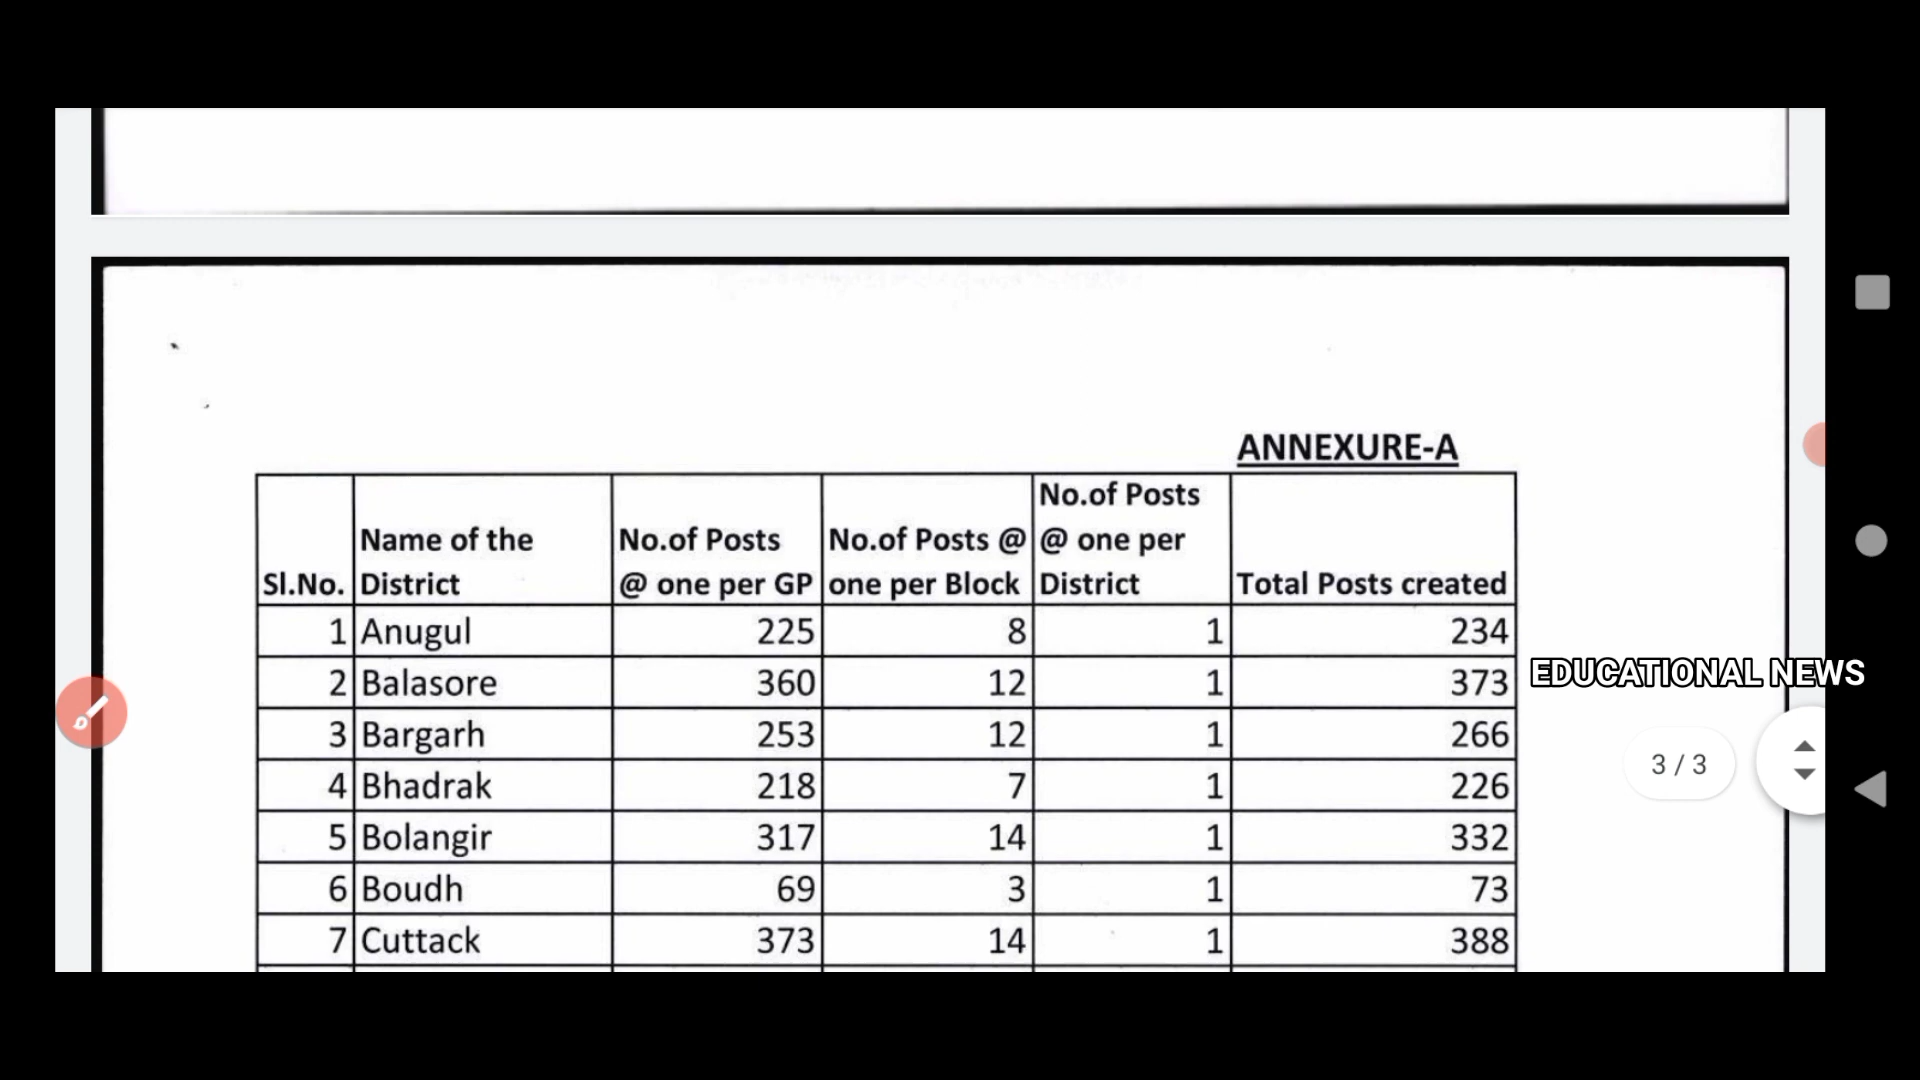 ANNEXURE-A
Sl.No. Name of the District No.of Posts @ one per GP No.of Posts @ one per Block No.of Posts @ one per District Total Posts created
1 Anugul 225 8 1 234
2 Balasore 360 12 1 373
3 Bargarh 253 12 1 266
4 Bhadrak 218 7 1 226
5 Bolangir 317 14 1 332
6 Boudh 69 3 1 73
7 Cuttack 373 14 1 388
EDUCATIONAL NEWS
3 / 3